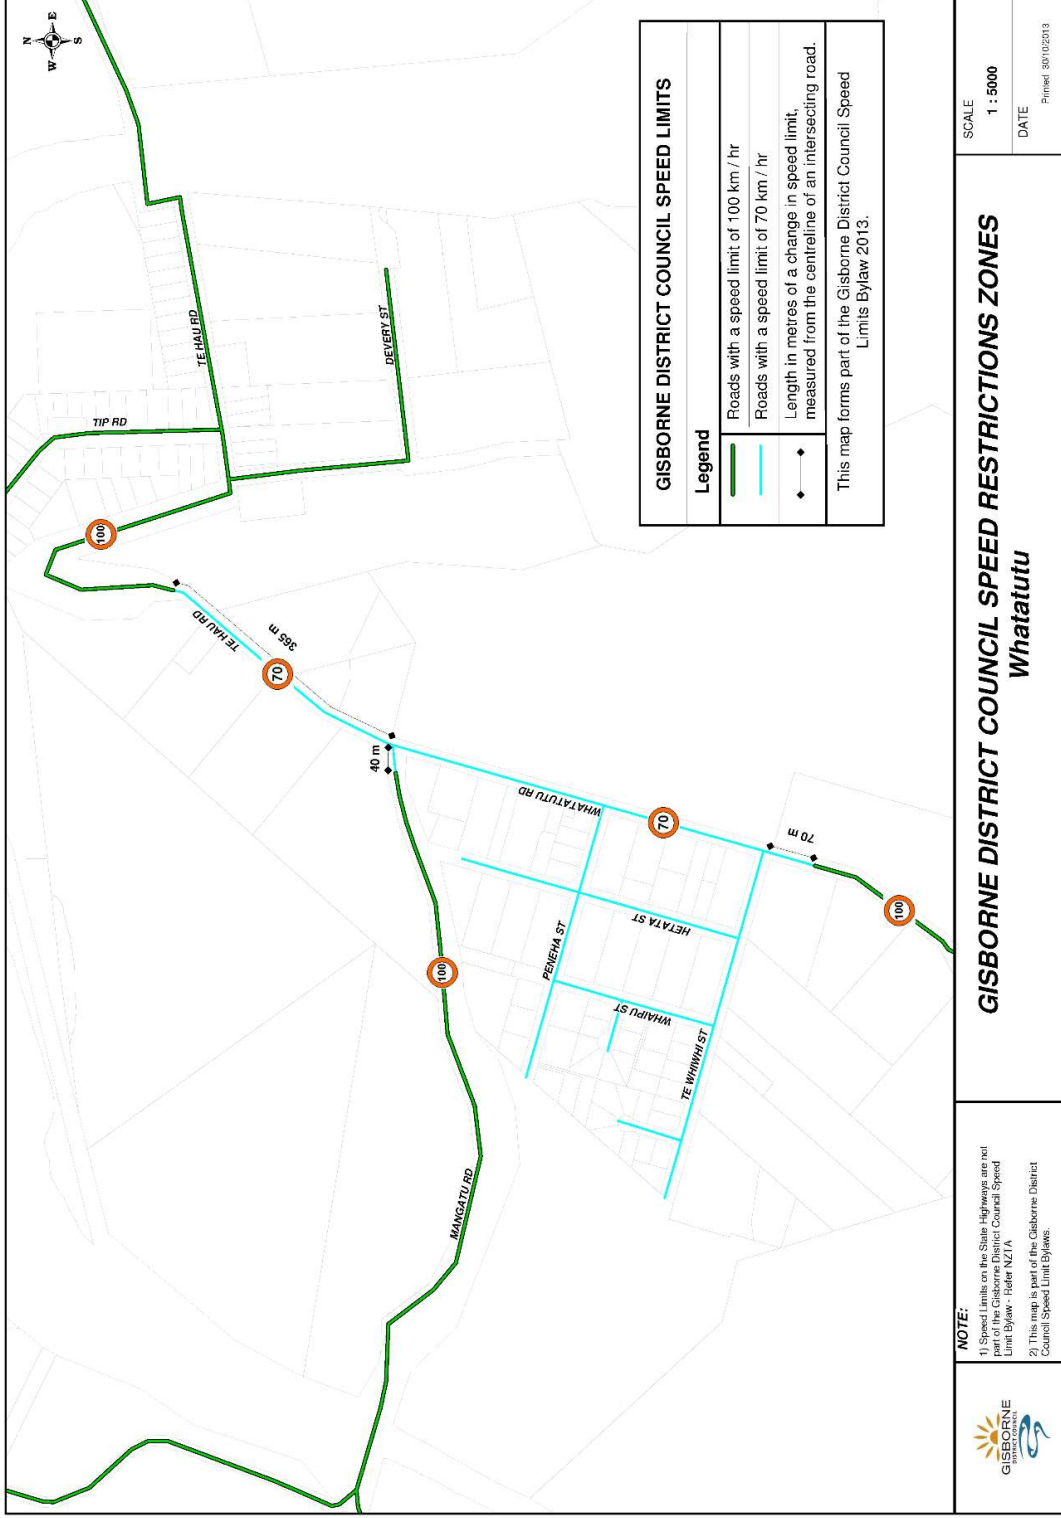 N
W
E
S
TIP RD
TE HAU RD
DEVERY ST
100
TE HAU RD
365 m
70
40 m
WHATATUTU RD
70
70 m
100
PENEHA ST
HETATA ST
WHAIPU ST
TE WHIWHI ST
100
MANGATU RD
GISBORNE DISTRICT COUNCIL SPEED LIMITS
Legend
Roads with a speed limit of 100 km / hr
Roads with a speed limit of 70 km / hr
Length in metres of a change in speed limit,
measured from the centreline of an intersecting road.
This map forms part of the Gisborne District Council Speed
Limits Bylaw 2013.
GISBORNE
DISTRICT COUNCIL
NOTE:
1) Speed Limits on the State Highways are not
part of the Gisborne District Council Speed
Limit Bylaw - Refer NZTA
2) This map is part of the Gisborne District
Council Speed Limit Bylaws.
GISBORNE DISTRICT COUNCIL SPEED RESTRICTIONS ZONES
Whatatutu
SCALE
1 : 5000
DATE
Printed 30/10/2013